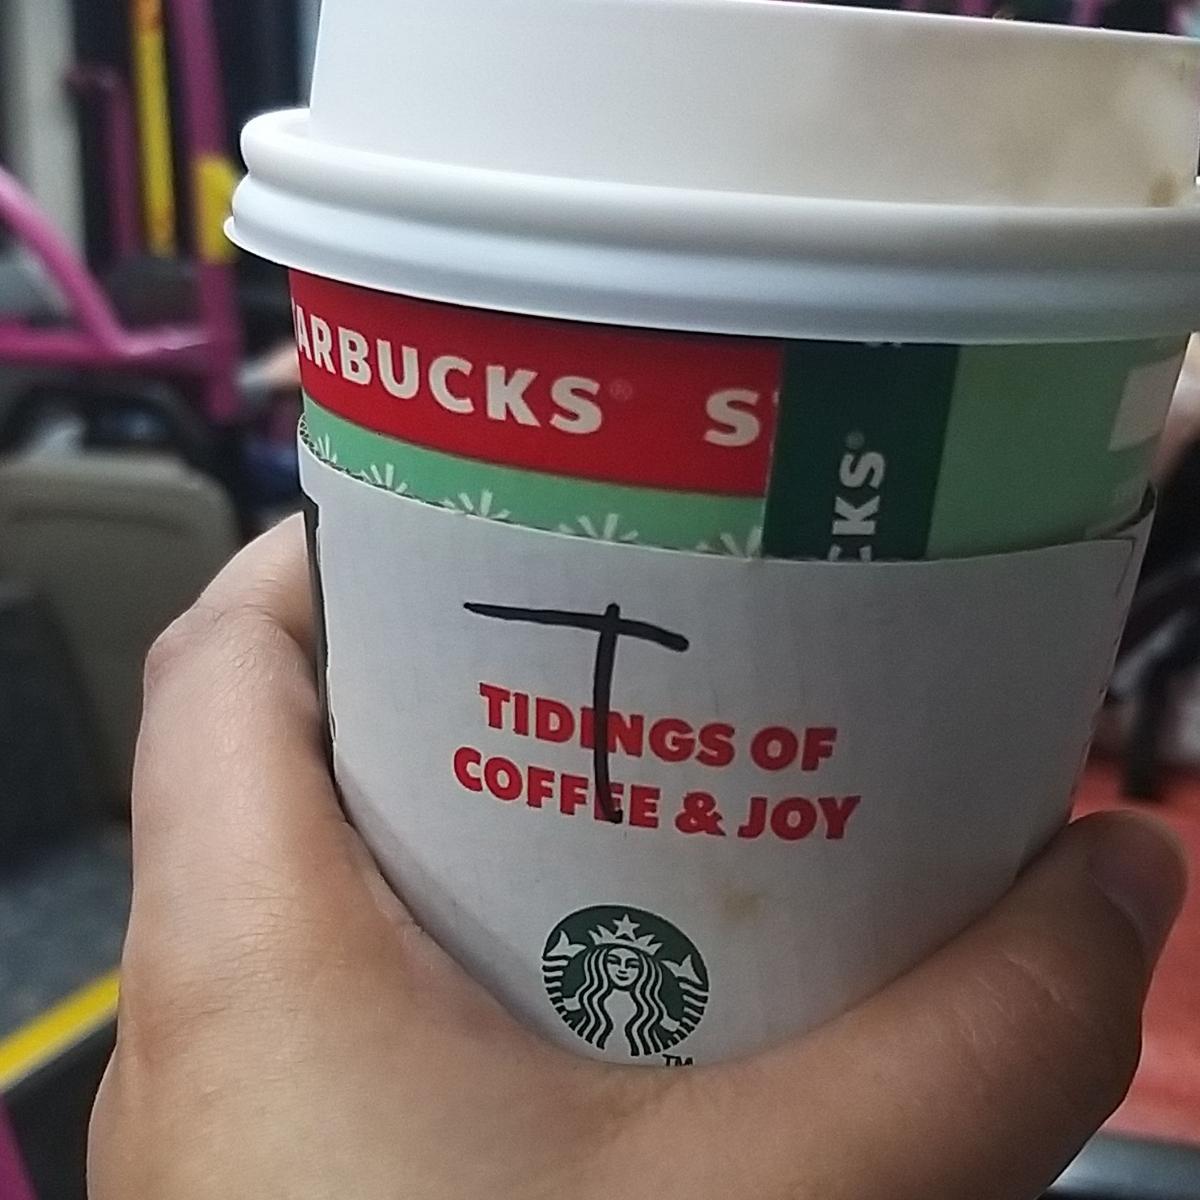 ARBUCKS® S
CKS®
T
TIDINGS OF
COFFEE & JOY
TM